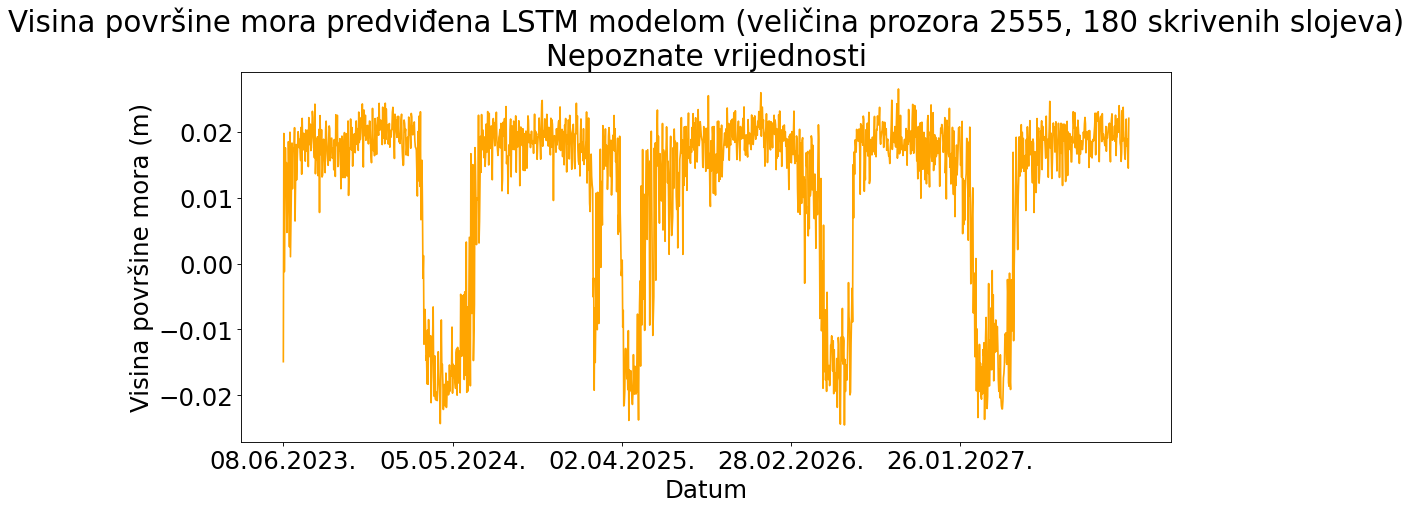 Visina površine mora predviđena LSTM modelom (veličina prozora 2555, 180 skrivenih slojeva)
Nepoznate vrijednosti
Visina površine mora (m)
0.02
0.01
0.00
−0.01
−0.02
08.06.2023. 05.05.2024. 02.04.2025. 28.02.2026. 26.01.2027.
Datum